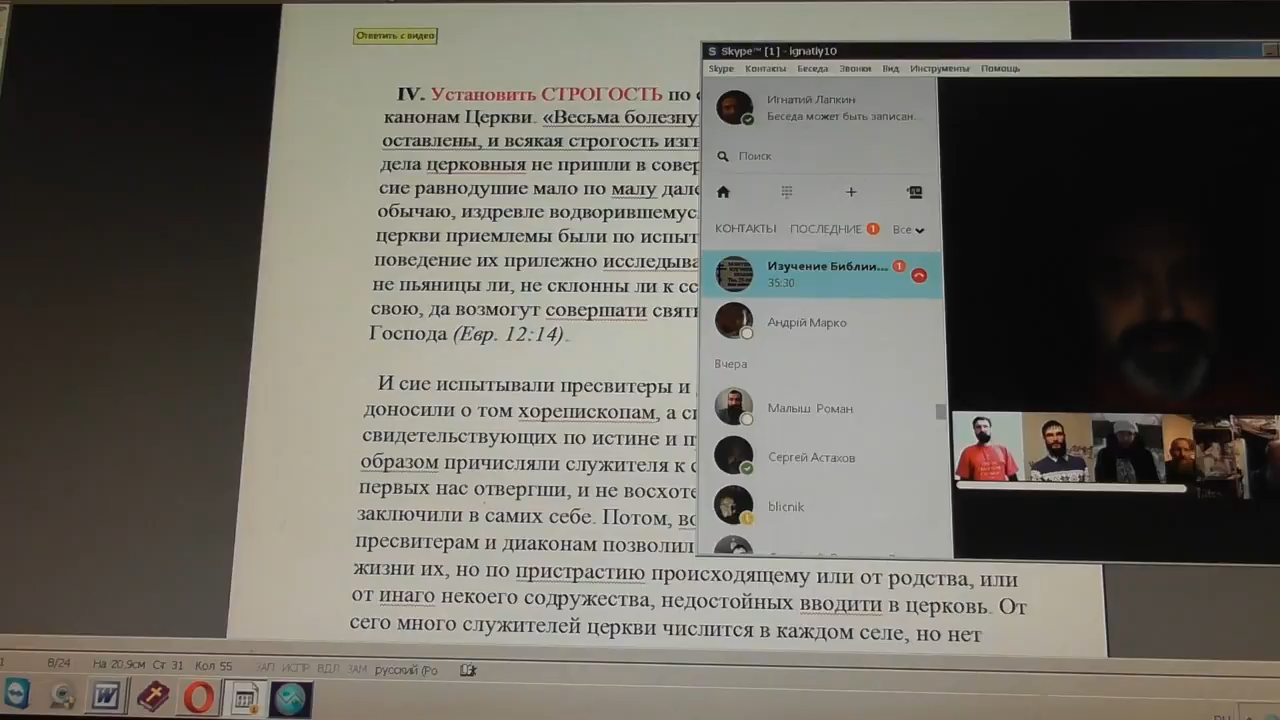 Ответить с видео
IV. Установить СТРОГОСТЬ по
канонам Церкви. «Весьма болезну
оставлены, и всякая строгость изгн
дела церковныя не пришли в совер
сие равнодушие мало по малу дале
обычаю, издревле водворившемус
церкви приемлемы были по испыт
поведение их прилежно исследыва
не пьяницы ли, не склонны ли к сс
свою, да возмогут совершати свят
Господа (Евр. 12:14).
И сие испытывали пресвитеры и
доносили о том хорепископам, а с
свидетельствующих по истине и п
образом причисляли служителя к с
первых нас отвергши, и не восхоте
заключили в самих себе. Потом, во
пресвитерам и диаконам позволил
жизни их, но по пристрастию происходящему или от родства, или
от инаго некоего содружества, недостойных вводити в церковь. От
сего много служителей церкви числится в каждом селе, но нет
Skype™ [1] - ignatiy10
Skype Контакты Беседа Звонки Вид Инструменты Помощь
Игнатий Лапкин
Беседа может быть записан...
Поиск
КОНТАКТЫ ПОСЛЕДНИЕ 1 Все
Изучение Библии... 1
35:30
Андрій Марко
Вчера
Малыш Роман
Сергей Астахов
blicnik
1 8/24 На 20.9см Ст 31 Кол 55 ЗАП ИСПР ВДЛ ЗАМ русский (Ро